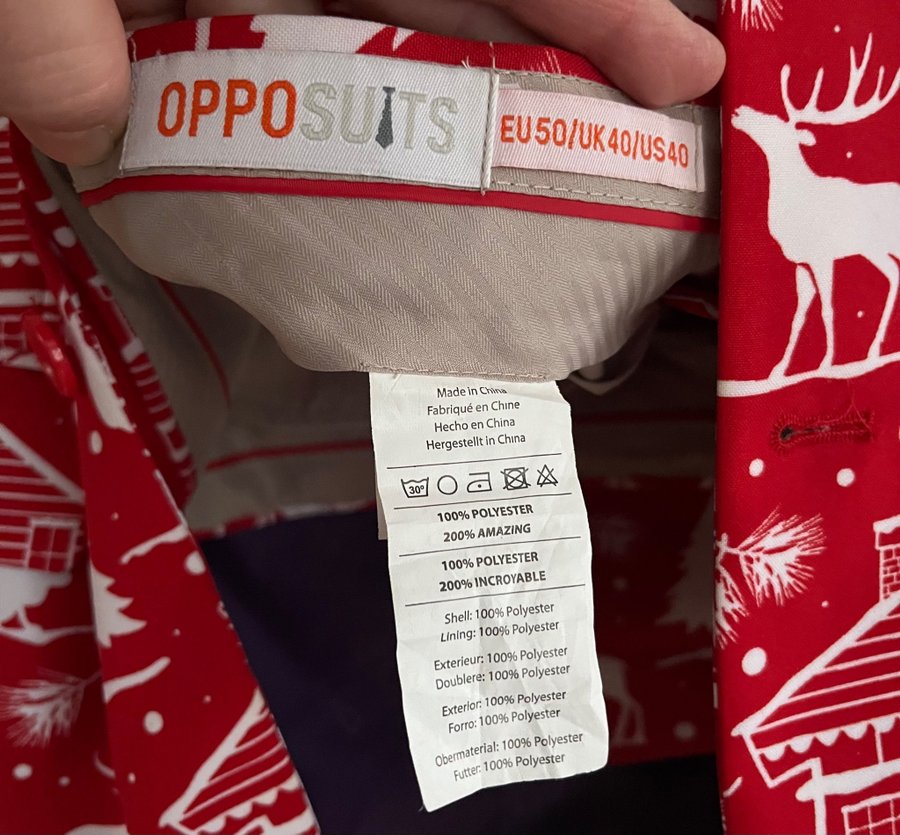 OPPOSUITS
EU50/UK40/US40
Made in China
Fabriqué en Chine
Hecho en China
Hergestellt in China
30°
100% POLYESTER
200% AMAZING
100% POLYESTER
200% INCROYABLE
Shell: 100% Polyester
Lining: 100% Polyester
Exterieur: 100% Polyester
Doublere: 100% Polyester
Exterior: 100% Polyester
Forro: 100% Polyester
Obermaterial: 100% Polyester
Futter: 100% Polyester